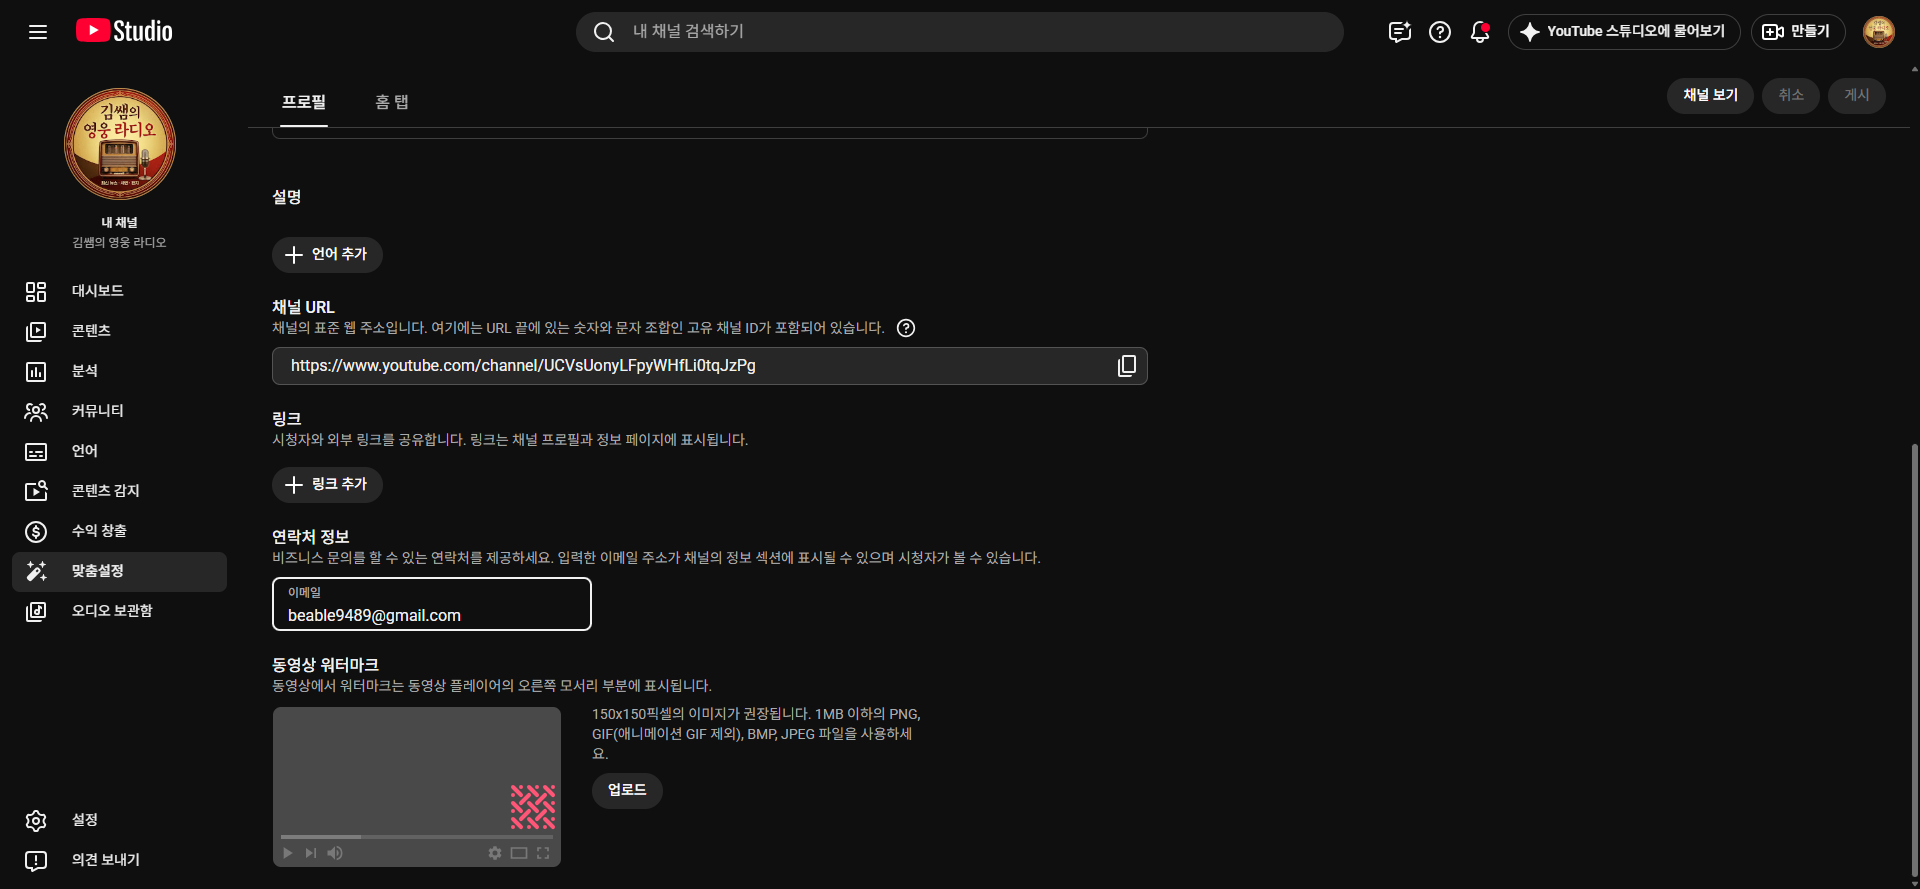 Studio
내 채널 검색하기
YouTube 스튜디오에 물어보기
만들기
김쌤의
영웅 라디오
내 채널
김쌤의 영웅 라디오
대시보드
콘텐츠
분석
커뮤니티
언어
콘텐츠 감지
수익 창출
맞춤설정
오디오 보관함
설정
의견 보내기
프로필
홈 탭
채널 보기
취소
게시
설명
언어 추가
채널 URL
채널의 표준 웹 주소입니다. 여기에는 URL 끝에 있는 숫자와 문자 조합인 고유 채널 ID가 포함되어 있습니다.
https://www.youtube.com/channel/UCVsUonyLFpyWHfLi0tqJzPg
링크
시청자와 외부 링크를 공유합니다. 링크는 채널 프로필과 정보 페이지에 표시됩니다.
링크 추가
연락처 정보
비즈니스 문의를 할 수 있는 연락처를 제공하세요. 입력한 이메일 주소가 채널의 정보 섹션에 표시될 수 있으며 시청자가 볼 수 있습니다.
이메일
beable9489@gmail.com
동영상 워터마크
동영상에서 워터마크는 동영상 플레이어의 오른쪽 모서리 부분에 표시됩니다.
150x150픽셀의 이미지가 권장됩니다. 1MB 이하의 PNG,
GIF(애니메이션 GIF 제외), BMP, JPEG 파일을 사용하세
요.
업로드